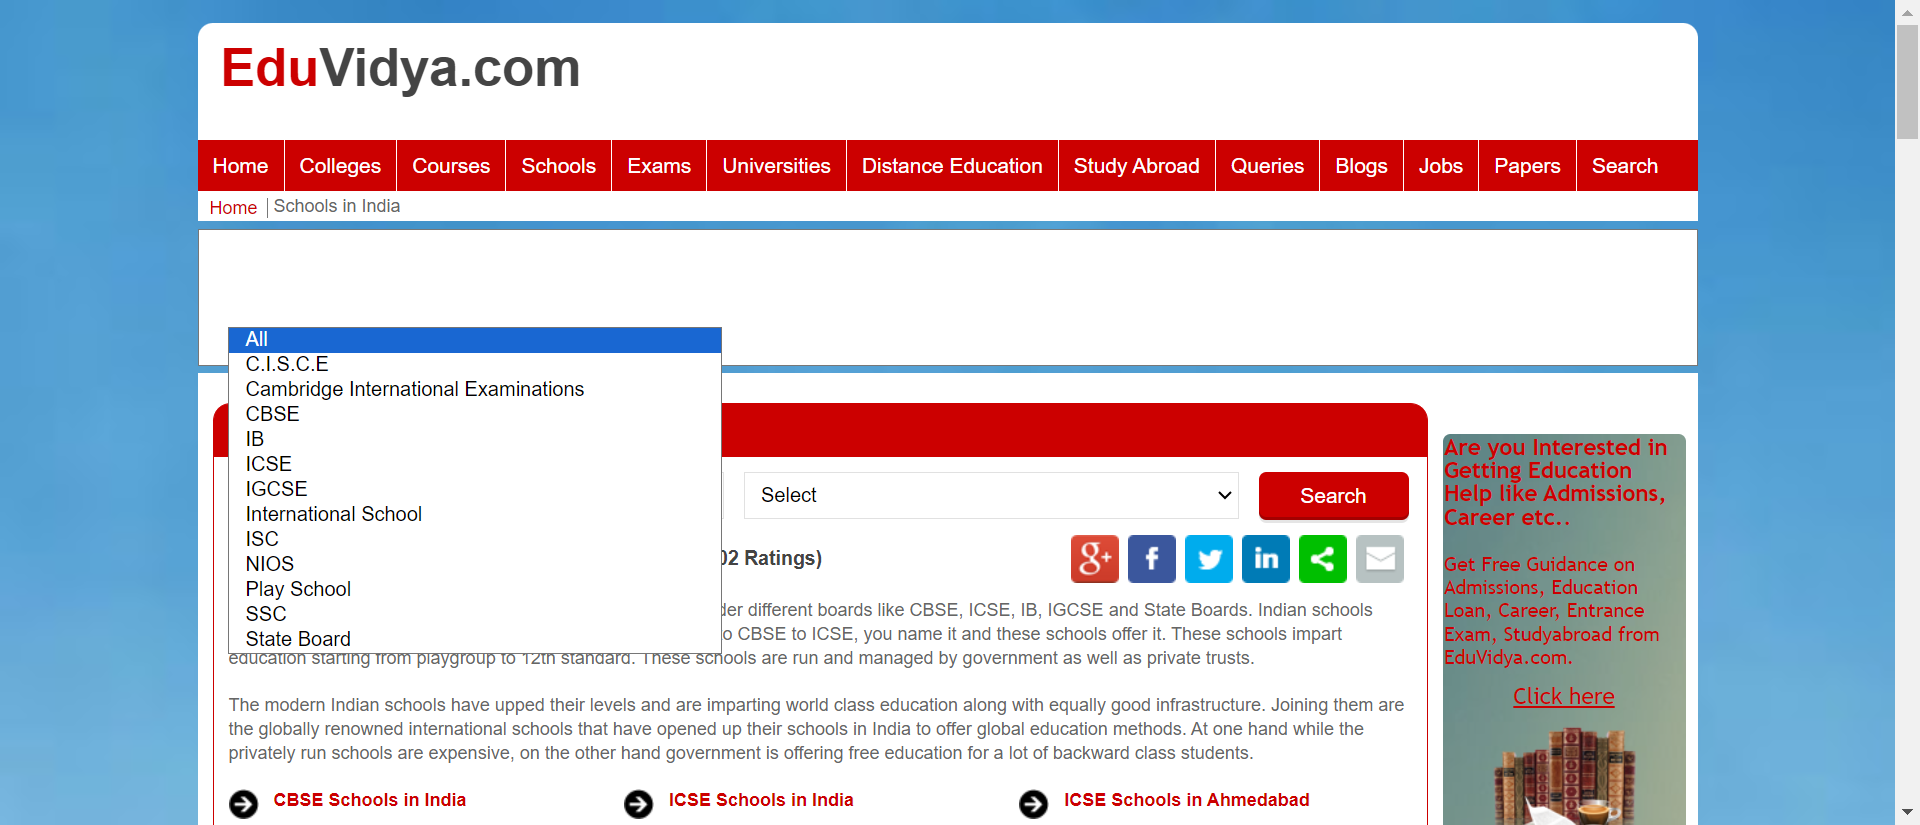 EduVidya.com
Home Colleges Courses Schools Exams Universities Distance Education Study Abroad Queries Blogs Jobs Papers Search
Home Schools in India
All
C.I.S.C.E
Cambridge International Examinations
CBSE
IB
ICSE
IGCSE
International School
ISC
NIOS
Play School
SSC
State Board
Select
Search
02 Ratings)
different boards like CBSE, ICSE, IB, IGCSE and State Boards. Indian schools
CBSE to ICSE, you name it and these schools offer it. These schools impart
education starting from playgroup to 12th standard. These schools are run and managed by government as well as private trusts.
The modern Indian schools have upped their levels and are imparting world class education along with equally good infrastructure. Joining them are
the globally renowned international schools that have opened up their schools in India to offer global education methods. At one hand while the
privately run schools are expensive, on the other hand government is offering free education for a lot of backward class students.
CBSE Schools in India
ICSE Schools in India
ICSE Schools in Ahmedabad
Are you Interested in
Getting Education
Help like Admissions,
Career etc..
Get Free Guidance on
Admissions, Education
Loan, Career, Entrance
Exam, Studyabroad from
EduVidya.com.
Click here